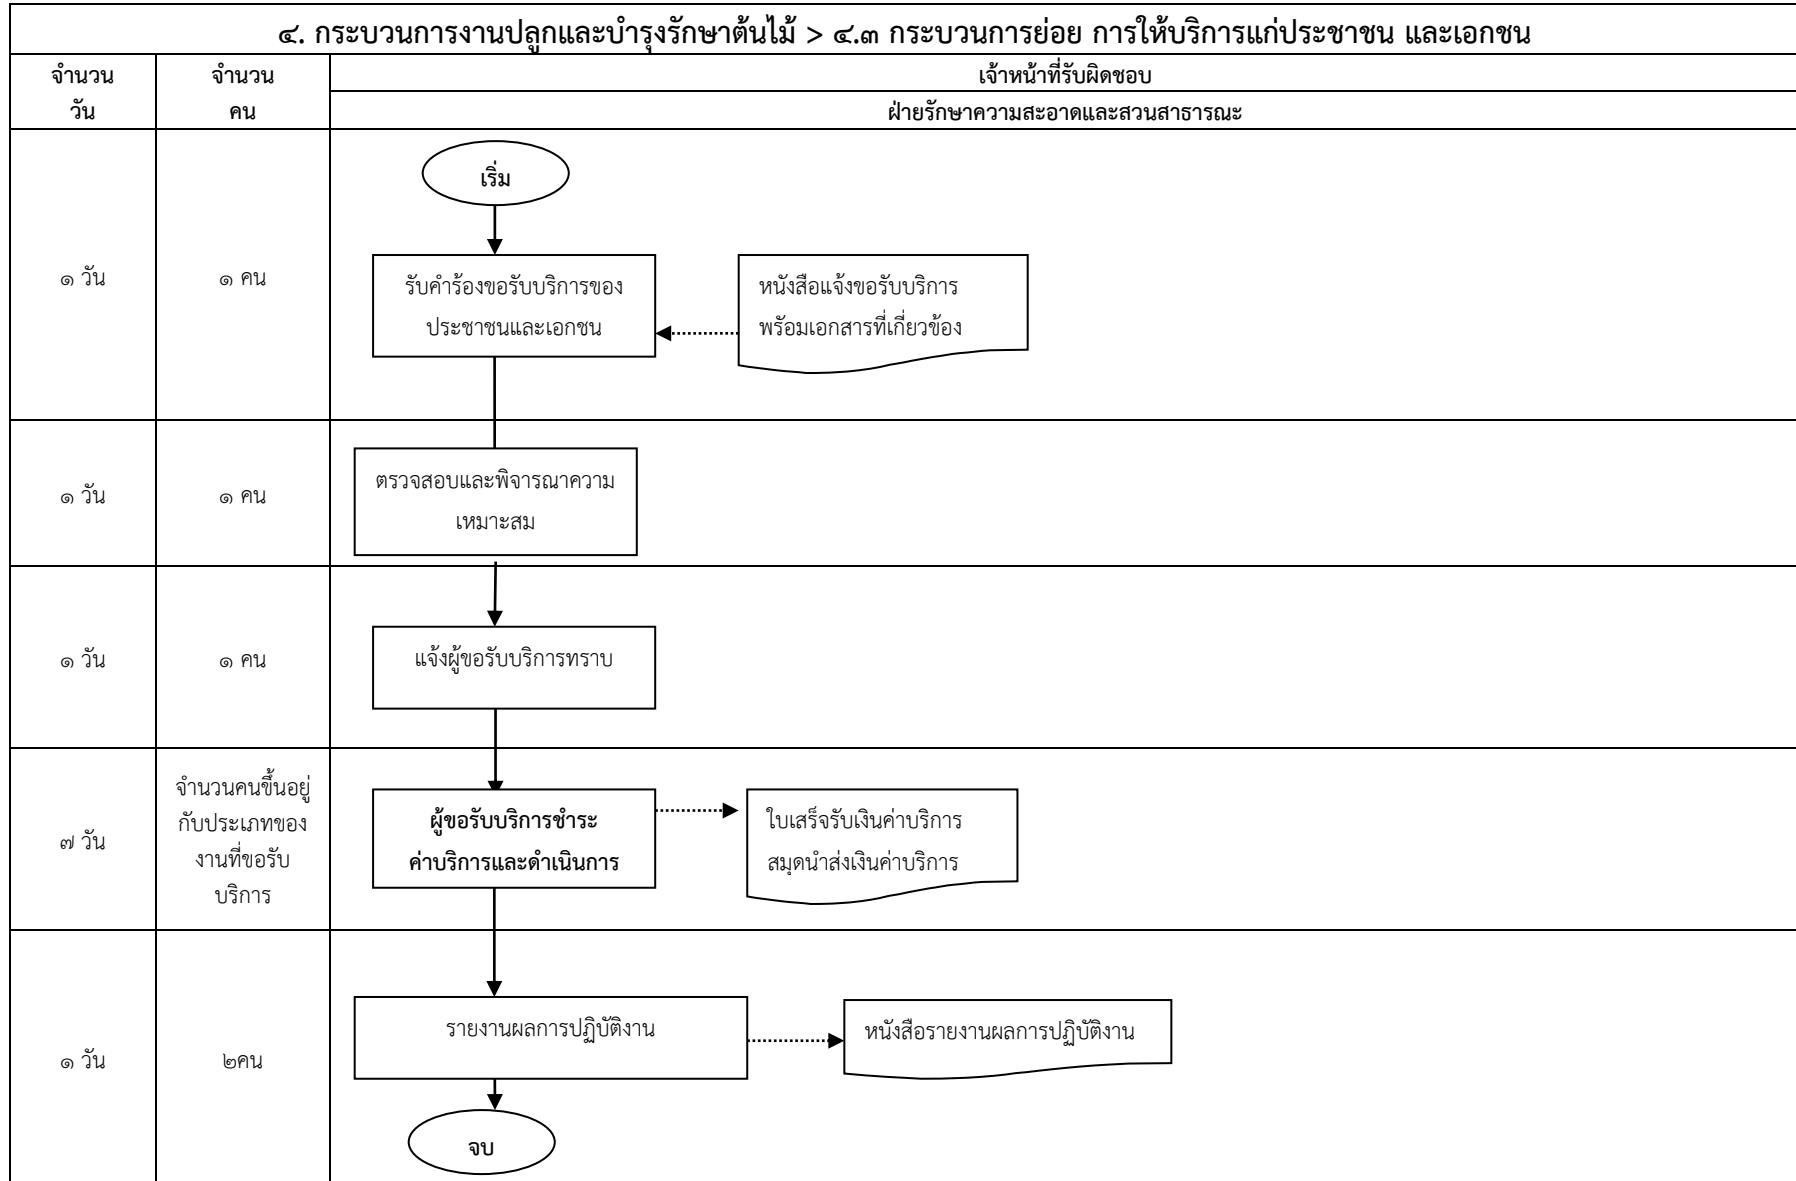 ๔. กระบวนการงานปลูกและบำรุงรักษาต้นไม้ > ๔.๓ กระบวนการย่อย การให้บริการแก่ประชาชน และเอกชน
จำนวน
วัน
จำนวน
คน
เจ้าหน้าที่รับผิดชอบ
ฝ่ายรักษาความสะอาดและสวนสาธารณะ
เริ่ม
๑ วัน
๑ คน
รับคำร้องขอรับบริการของ
ประชาชนและเอกชน
หนังสือแจ้งขอรับบริการ
พร้อมเอกสารที่เกี่ยวข้อง
๑ วัน
๑ คน
ตรวจสอบและพิจารณาความ
เหมาะสม
๑ วัน
๑ คน
แจ้งผู้ขอรับบริการทราบ
๗ วัน
จำนวนคนขึ้นอยู่
กับประเภทของ
งานที่ขอรับ
บริการ
ผู้ขอรับบริการชำระ
ค่าบริการและดำเนินการ
ใบเสร็จรับเงินค่าบริการ
สมุดนำส่งเงินค่าบริการ
๑ วัน
๒คน
รายงานผลการปฏิบัติงาน
หนังสือรายงานผลการปฏิบัติงาน
จบ